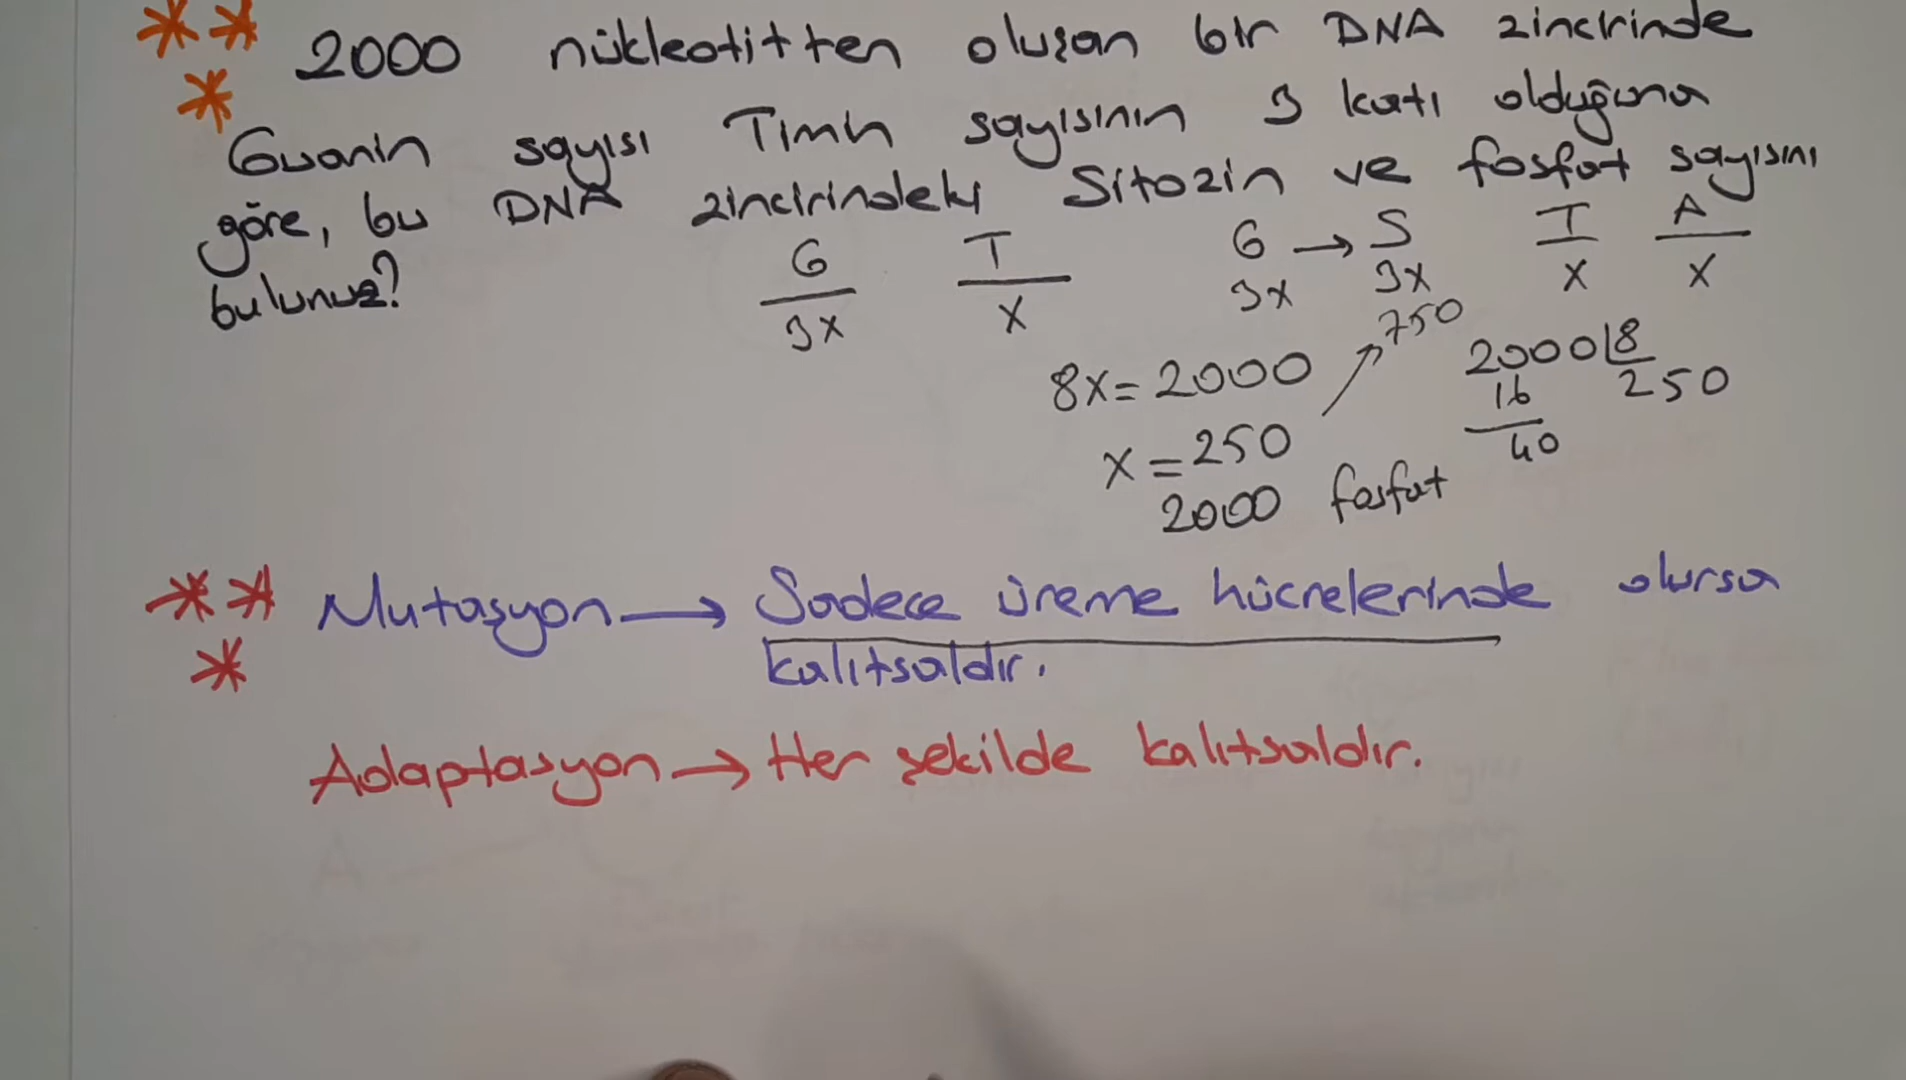 2000 nükleotitten oluşan bir DNA zincirinde
Guanin sayısı Timin sayısının 3 katı olduğuna
göre, bu DNA zincirindeki Sitozin ve fosfat sayısını
bulunuz?
G T G → S T A
3x x 3x 3x x x
750
8x = 2000 2000 8
16 250
x = 250 40
2000 fosfat
Mutasyon → Sadece üreme hücrelerinde olursa
kalıtsaldır.
Adaptasyon → Her şekilde kalıtsaldır.